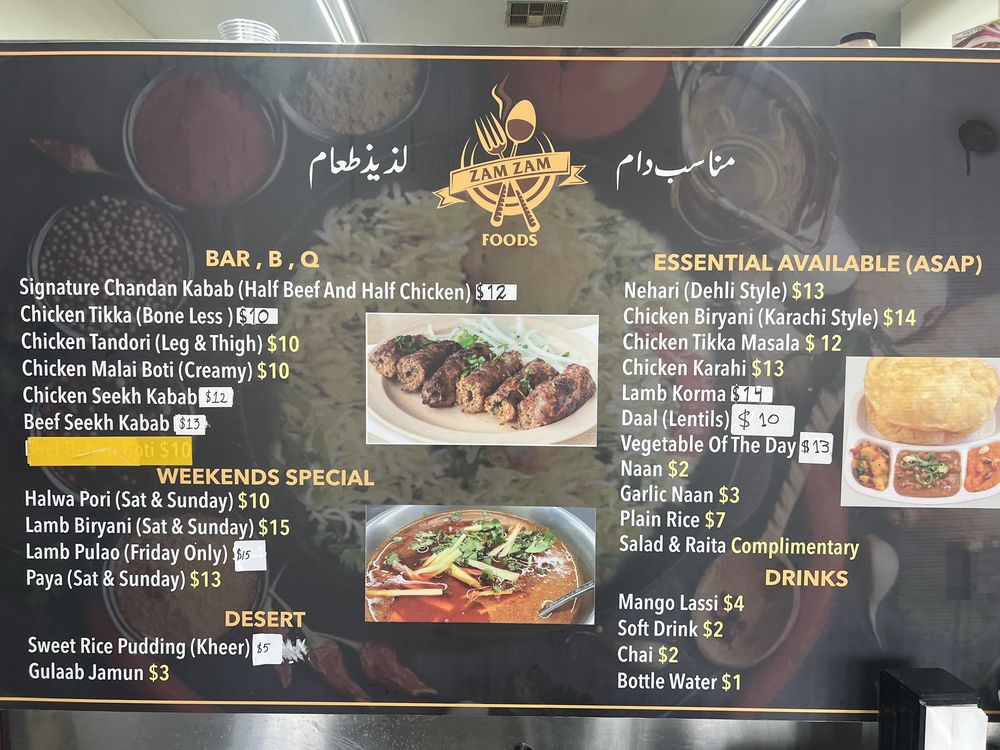 لذیذ طعام
مناسب دام
ZAM ZAM
FOODS
BAR , B , Q
Signature Chandan Kabab (Half Beef And Half Chicken) $12
Chicken Tikka (Bone Less ) $10
Chicken Tandori (Leg & Thigh) $10
Chicken Malai Boti (Creamy) $10
Chicken Seekh Kabab $12
Beef Seekh Kabab $13
Boti $10
WEEKENDS SPECIAL
Halwa Pori (Sat & Sunday) $10
Lamb Biryani (Sat & Sunday) $15
Lamb Pulao (Friday Only) $15
Paya (Sat & Sunday) $13
DESERT
Sweet Rice Pudding (Kheer) $5
Gulaab Jamun $3
ESSENTIAL AVAILABLE (ASAP)
Nehari (Dehli Style) $13
Chicken Biryani (Karachi Style) $14
Chicken Tikka Masala $ 12
Chicken Karahi $13
Lamb Korma $14
Daal (Lentils) $ 10
Vegetable Of The Day $13
Naan $2
Garlic Naan $3
Plain Rice $7
Salad & Raita Complimentary
DRINKS
Mango Lassi $4
Soft Drink $2
Chai $2
Bottle Water $1